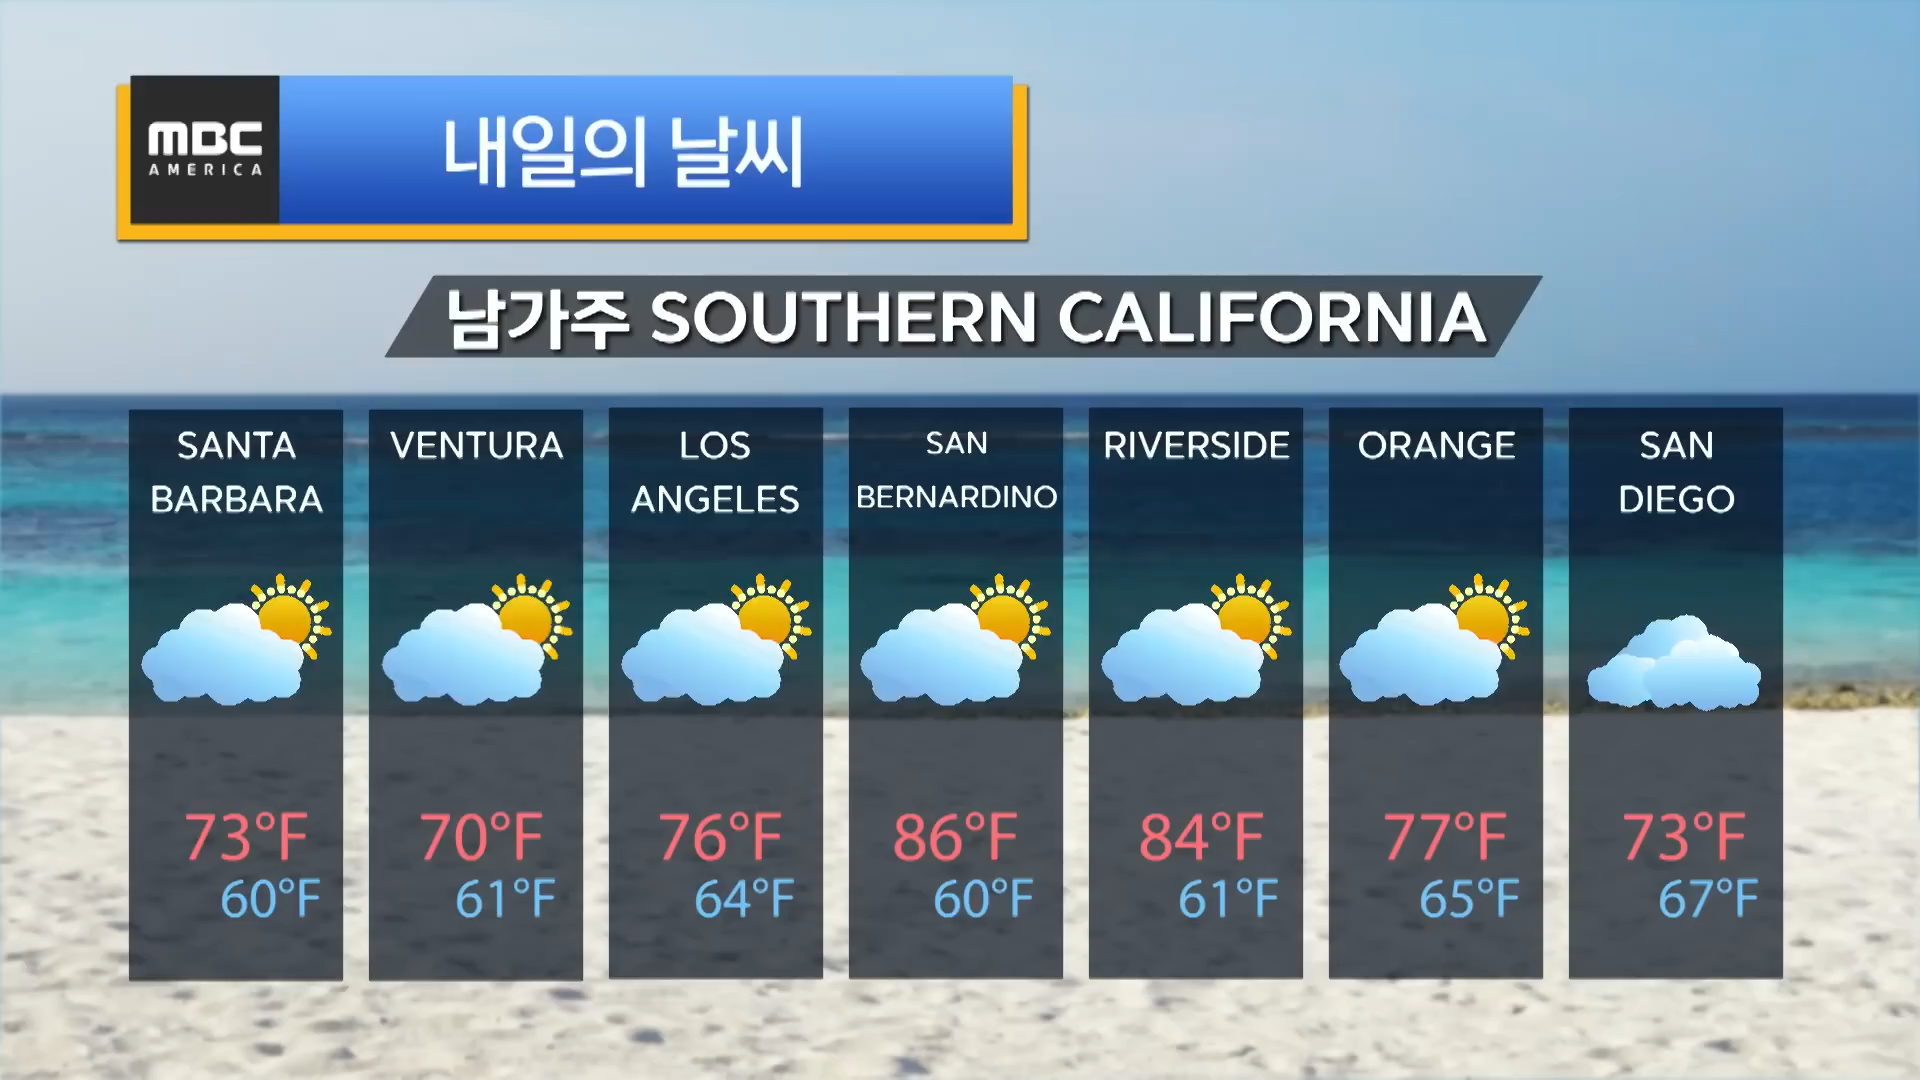 MBC
AMERICA
내일의 날씨
남가주 SOUTHERN CALIFORNIA
SANTA
BARBARA
73°F
60°F
VENTURA
70°F
61°F
LOS
ANGELES
76°F
64°F
SAN
BERNARDINO
86°F
60°F
RIVERSIDE
84°F
61°F
ORANGE
77°F
65°F
SAN
DIEGO
73°F
67°F